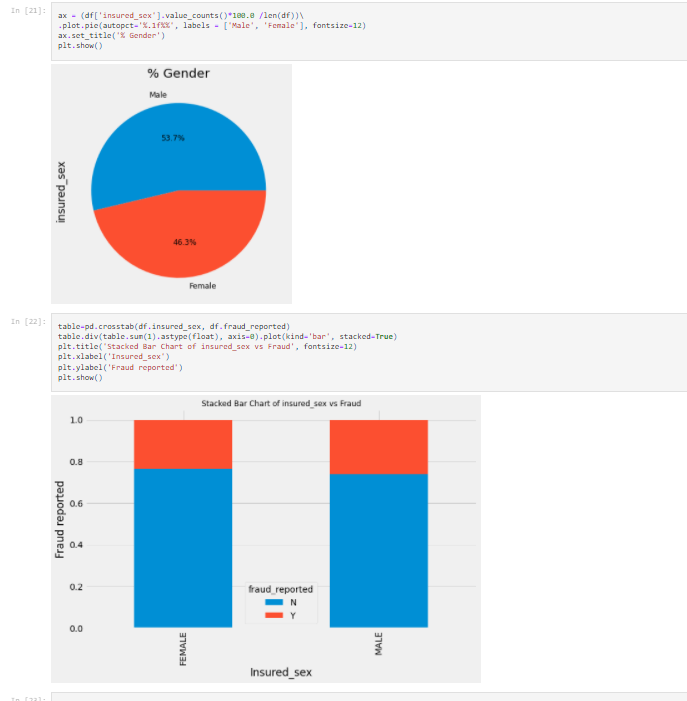 In [21]:
ax = (df['insured_sex'].value_counts()*100.0 /len(df))\
.plot.pie(autopct='%.1f%%', labels = ['Male', 'Female'], fontsize=12)
ax.set_title('% Gender')
plt.show()
% Gender
Male
53.7%
insured_sex
46.3%
Female
In [22]:
table=pd.crosstab(df.insured_sex, df.fraud_reported)
table.div(table.sum(1).astype(float), axis=0).plot(kind='bar', stacked=True)
plt.title('Stacked Bar Chart of insured_sex vs Fraud', fontsize=12)
plt.xlabel('Insured_sex')
plt.ylabel('Fraud reported')
plt.show()
Stacked Bar Chart of insured_sex vs Fraud
1.0
0.8
0.6
0.4
0.2
0.0
Fraud reported
fraud_reported
N
Y
FEMALE
MALE
Insured_sex
In [23]: